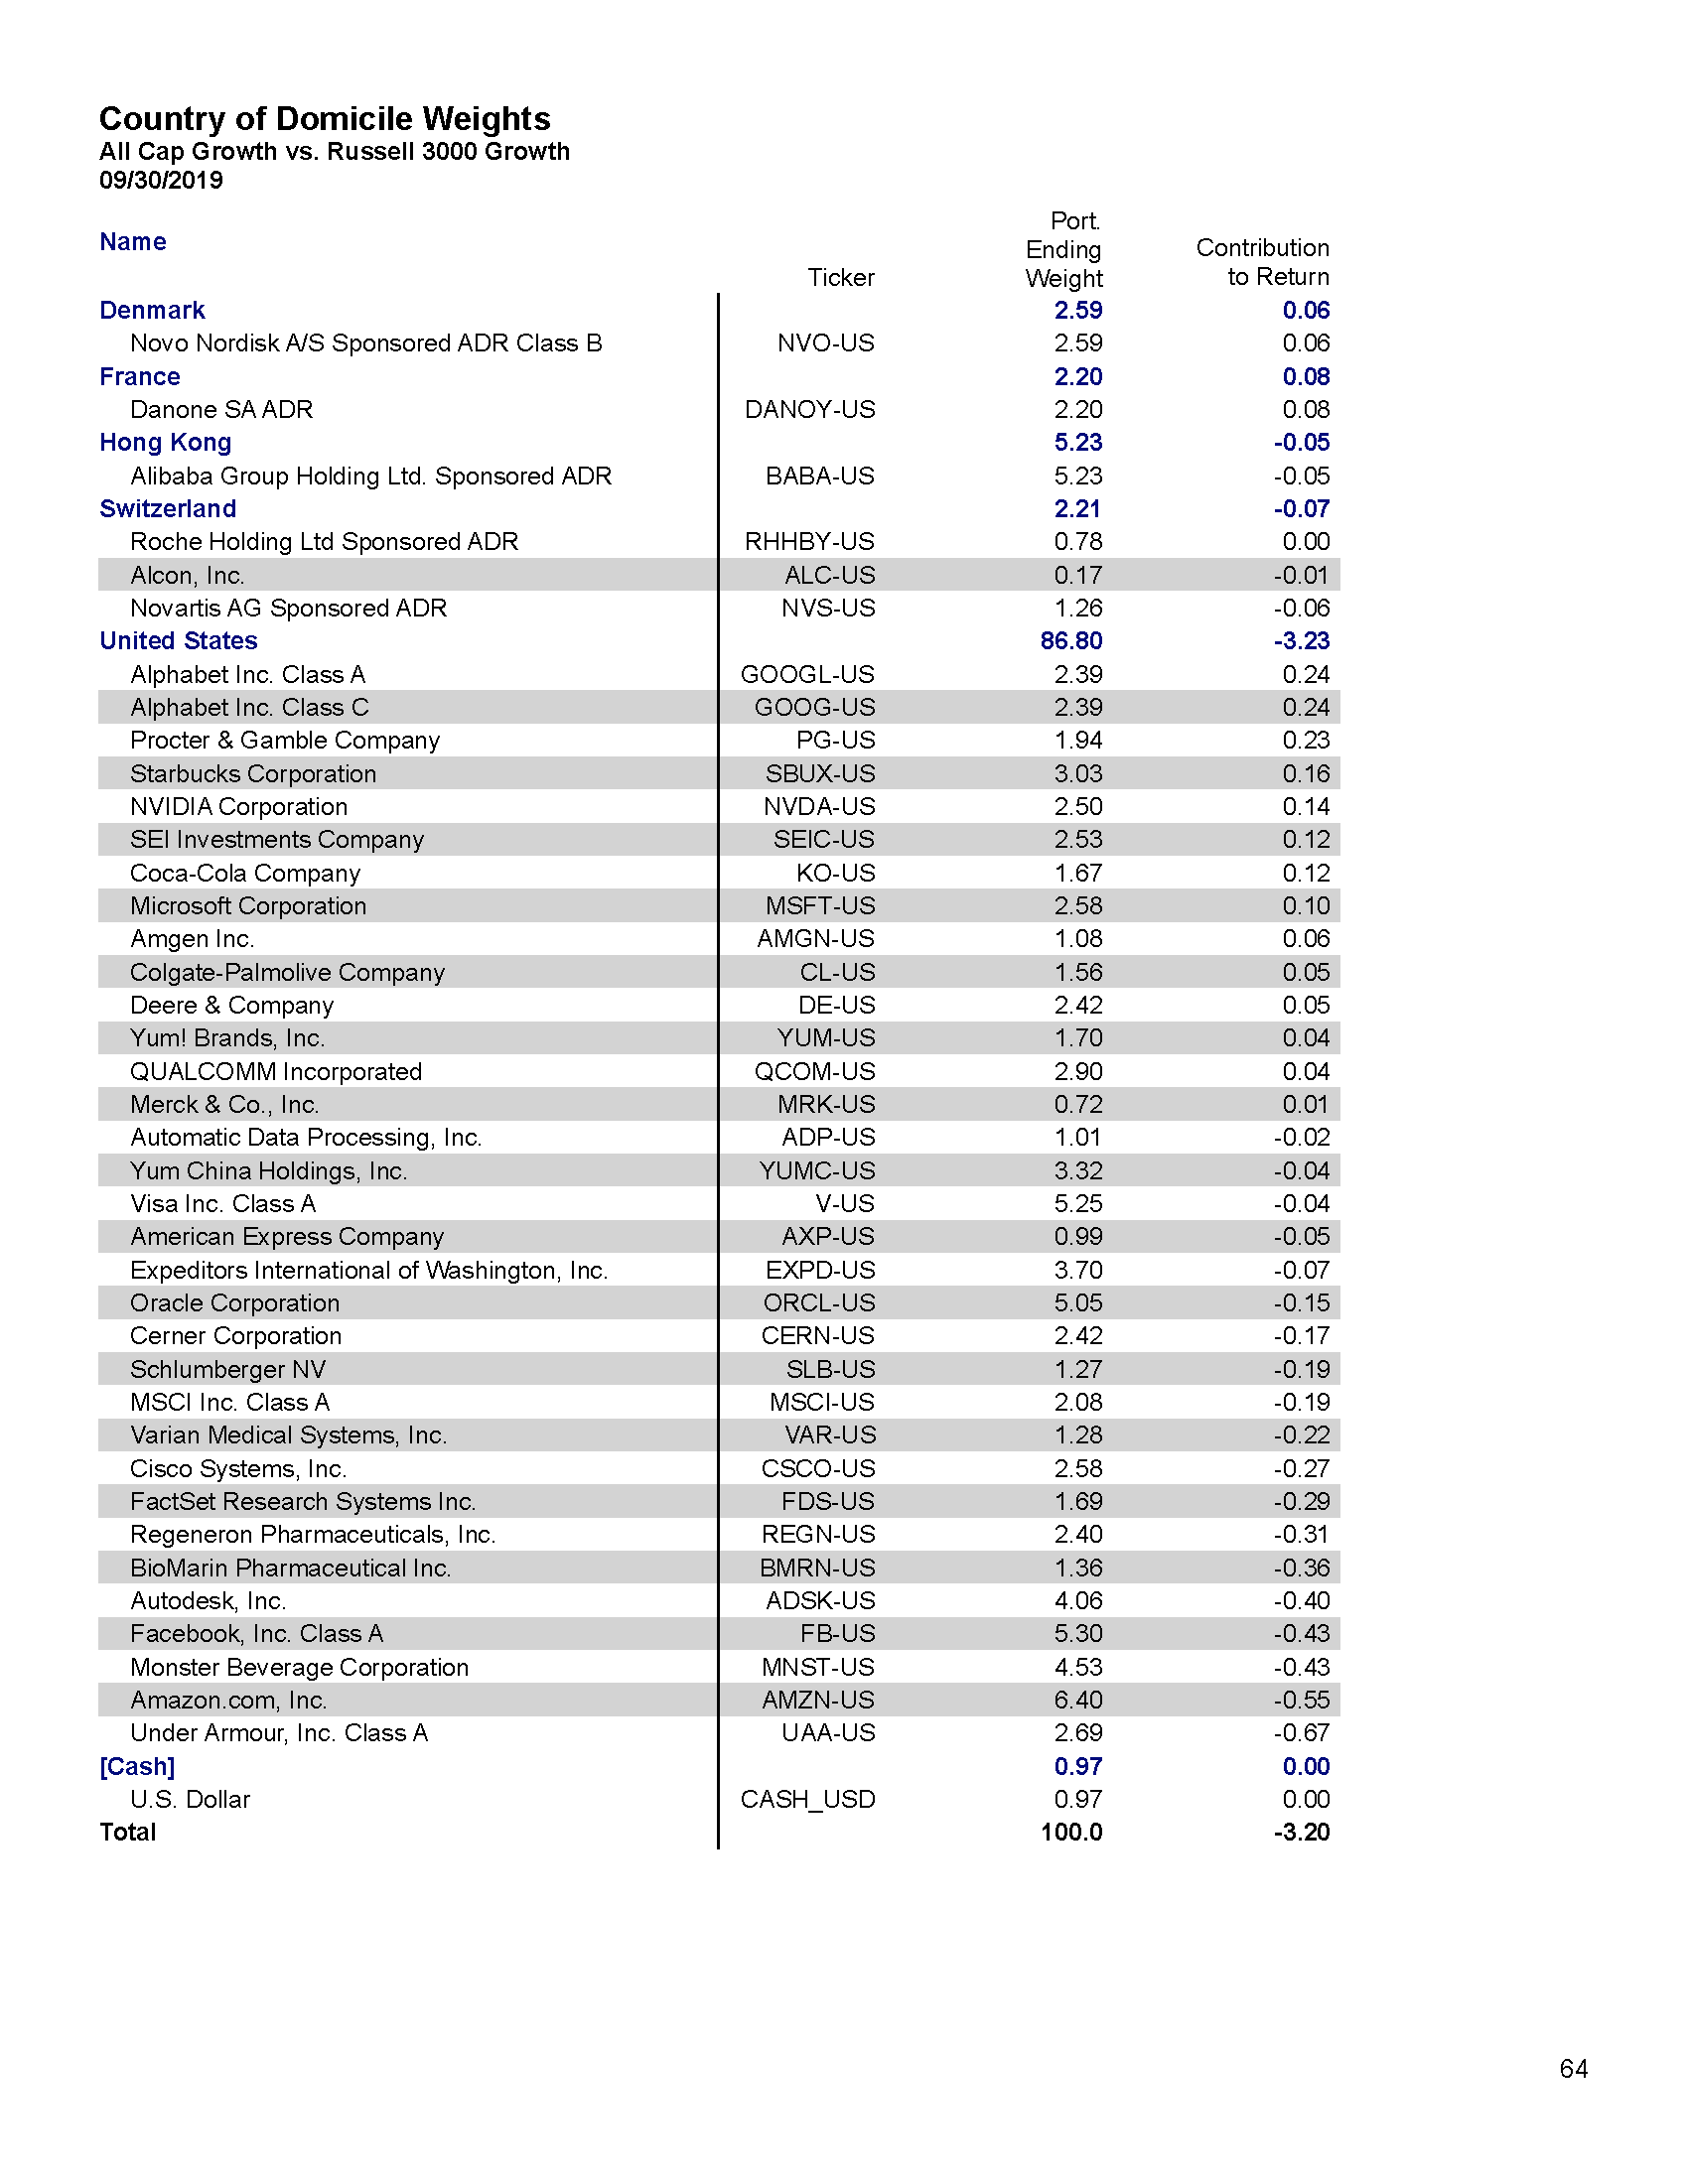 Country of Domicile Weights
All Cap Growth vs. Russell 3000 Growth
09/30/2019
Name Ticker Port. Ending Weight Contribution to Return
Denmark 2.59 0.06
Novo Nordisk A/S Sponsored ADR Class B NVO-US 2.59 0.06
France 2.20 0.08
Danone SA ADR DANOY-US 2.20 0.08
Hong Kong 5.23 -0.05
Alibaba Group Holding Ltd. Sponsored ADR BABA-US 5.23 -0.05
Switzerland 2.21 -0.07
Roche Holding Ltd Sponsored ADR RHHBY-US 0.78 0.00
Alcon, Inc. ALC-US 0.17 -0.01
Novartis AG Sponsored ADR NVS-US 1.26 -0.06
United States 86.80 -3.23
Alphabet Inc. Class A GOOGL-US 2.39 0.24
Alphabet Inc. Class C GOOG-US 2.39 0.24
Procter & Gamble Company PG-US 1.94 0.23
Starbucks Corporation SBUX-US 3.03 0.16
NVIDIA Corporation NVDA-US 2.50 0.14
SEI Investments Company SEIC-US 2.53 0.12
Coca-Cola Company KO-US 1.67 0.12
Microsoft Corporation MSFT-US 2.58 0.10
Amgen Inc. AMGN-US 1.08 0.06
Colgate-Palmolive Company CL-US 1.56 0.05
Deere & Company DE-US 2.42 0.05
Yum! Brands, Inc. YUM-US 1.70 0.04
QUALCOMM Incorporated QCOM-US 2.90 0.04
Merck & Co., Inc. MRK-US 0.72 0.01
Automatic Data Processing, Inc. ADP-US 1.01 -0.02
Yum China Holdings, Inc. YUMC-US 3.32 -0.04
Visa Inc. Class A V-US 5.25 -0.04
American Express Company AXP-US 0.99 -0.05
Expeditors International of Washington, Inc. EXPD-US 3.70 -0.07
Oracle Corporation ORCL-US 5.05 -0.15
Cerner Corporation CERN-US 2.42 -0.17
Schlumberger NV SLB-US 1.27 -0.19
MSCI Inc. Class A MSCI-US 2.08 -0.19
Varian Medical Systems, Inc. VAR-US 1.28 -0.22
Cisco Systems, Inc. CSCO-US 2.58 -0.27
FactSet Research Systems Inc. FDS-US 1.69 -0.29
Regeneron Pharmaceuticals, Inc. REGN-US 2.40 -0.31
BioMarin Pharmaceutical Inc. BMRN-US 1.36 -0.36
Autodesk, Inc. ADSK-US 4.06 -0.40
Facebook, Inc. Class A FB-US 5.30 -0.43
Monster Beverage Corporation MNST-US 4.53 -0.43
Amazon.com, Inc. AMZN-US 6.40 -0.55
Under Armour, Inc. Class A UAA-US 2.69 -0.67
[Cash] 0.97 0.00
U.S. Dollar CASH_USD 0.97 0.00
Total 100.0 -3.20
64